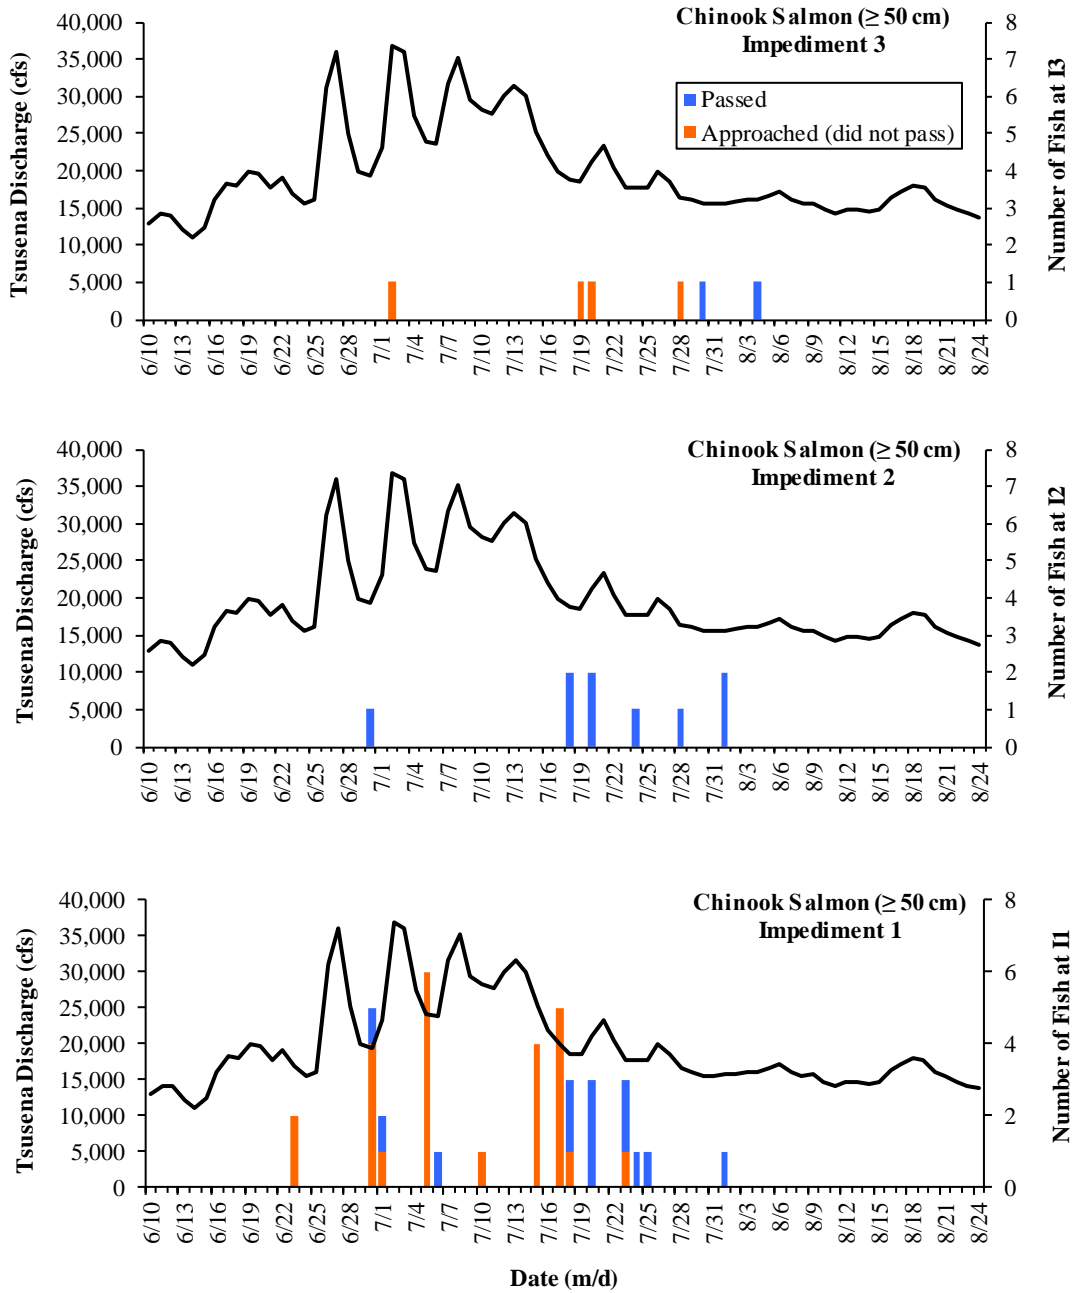 Chinook Salmon (≥ 50 cm)
Impediment 3
Passed
Approached (did not pass)
Tsusena Discharge (cfs)
40,000
35,000
30,000
25,000
20,000
15,000
10,000
5,000
0
8
7
6
5
4
3
2
1
0
Number of Fish at I3
6/10 6/13 6/16 6/19 6/22 6/25 6/28 7/1 7/4 7/7 7/10 7/13 7/16 7/19 7/22 7/25 7/28 7/31 8/3 8/6 8/9 8/12 8/15 8/18 8/21 8/24
Chinook Salmon (≥ 50 cm)
Impediment 2
Tsusena Discharge (cfs)
40,000
35,000
30,000
25,000
20,000
15,000
10,000
5,000
0
8
7
6
5
4
3
2
1
0
Number of Fish at I2
6/10 6/13 6/16 6/19 6/22 6/25 6/28 7/1 7/4 7/7 7/10 7/13 7/16 7/19 7/22 7/25 7/28 7/31 8/3 8/6 8/9 8/12 8/15 8/18 8/21 8/24
Chinook Salmon (≥ 50 cm)
Impediment 1
Tsusena Discharge (cfs)
40,000
35,000
30,000
25,000
20,000
15,000
10,000
5,000
0
8
6
4
2
0
Number of Fish at I1
6/10 6/13 6/16 6/19 6/22 6/25 6/28 7/1 7/4 7/7 7/10 7/13 7/16 7/19 7/22 7/25 7/28 7/31 8/3 8/6 8/9 8/12 8/15 8/18 8/21 8/24
Date (m/d)